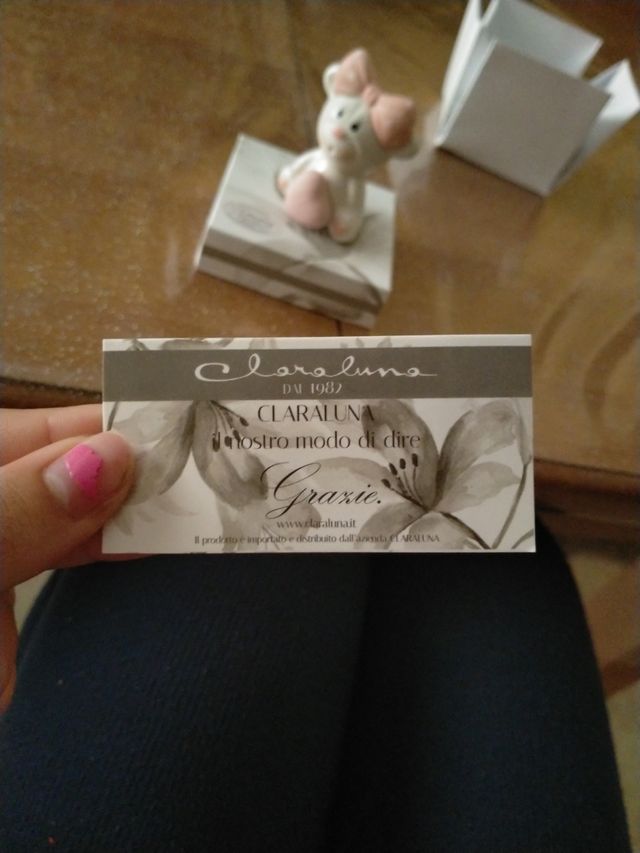 Claraluna
DAL 1982
CLARALUNA
il nostro modo di dire
Grazie.
www.claraluna.it
Il prodotto è importato e distribuito dall'azienda CLARALUNA